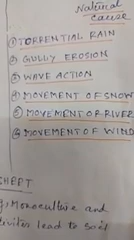 Natural
cause
① TORRENTIAL RAIN
② GULLY EROSION
③ WAVE ACTION
④ MOVEMENT OF SNOW
⑤ MOVEMENT OF RIVER
⑥ MOVEMENT OF WIND
Monoculture and
lead to soil